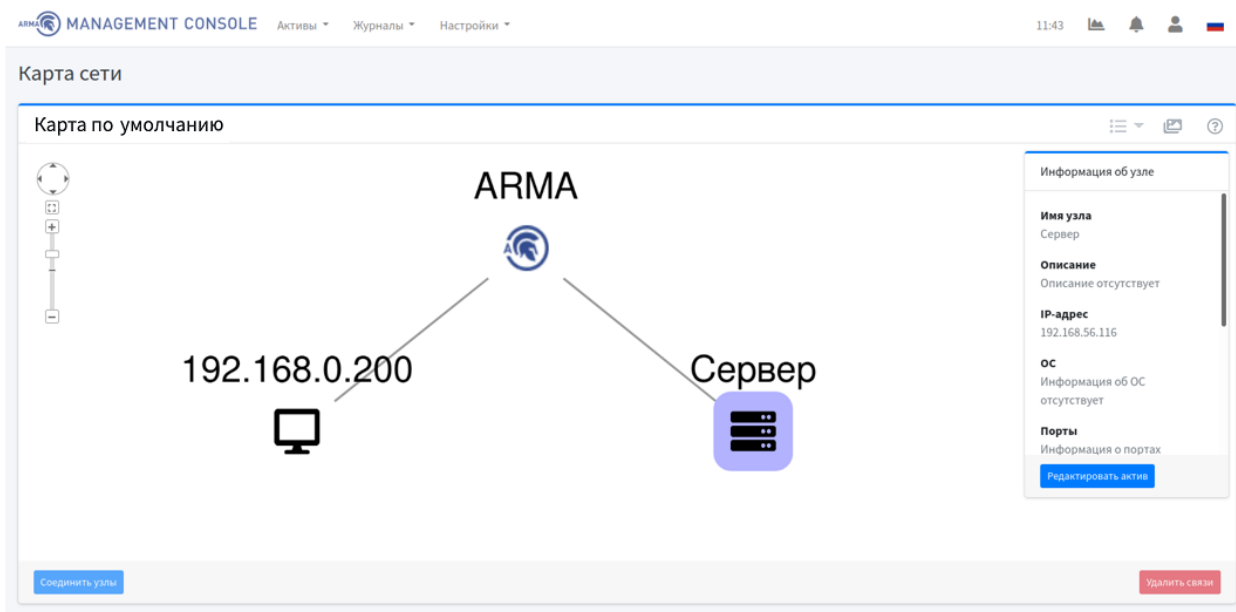 ARMA MANAGEMENT CONSOLE Активы Журналы Настройки 11:43
Карта сети
Карта по умолчанию
ARMA
192.168.0.200
Сервер
Информация об узле
Имя узла
Сервер
Описание
Описание отсутствует
IP-адрес
192.168.56.116
ОС
Информация об ОС
отсутствует
Порты
Информация о портах
Редактировать актив
Соединить узлы
Удалить связи